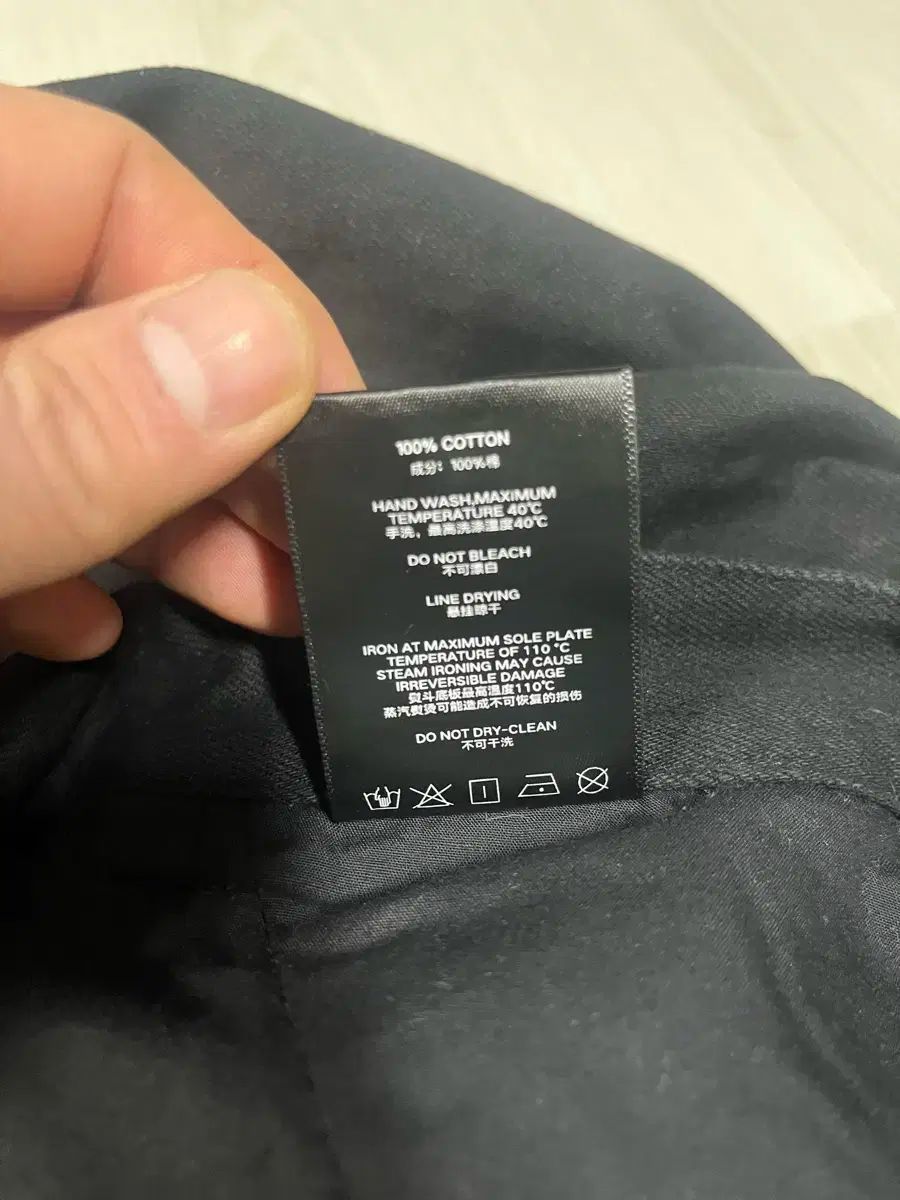 100% COTTON
成分：100%棉
HAND WASH,MAXIMUM
TEMPERATURE 40℃
手洗，最高洗涤温度40℃
DO NOT BLEACH
不可漂白
LINE DRYING
悬挂晾干
IRON AT MAXIMUM SOLE PLATE
TEMPERATURE OF 110 °C
STEAM IRONING MAY CAUSE
IRREVERSIBLE DAMAGE
熨斗底板最高温度110℃
蒸汽熨烫可能造成不可恢复的损伤
DO NOT DRY-CLEAN
不可干洗